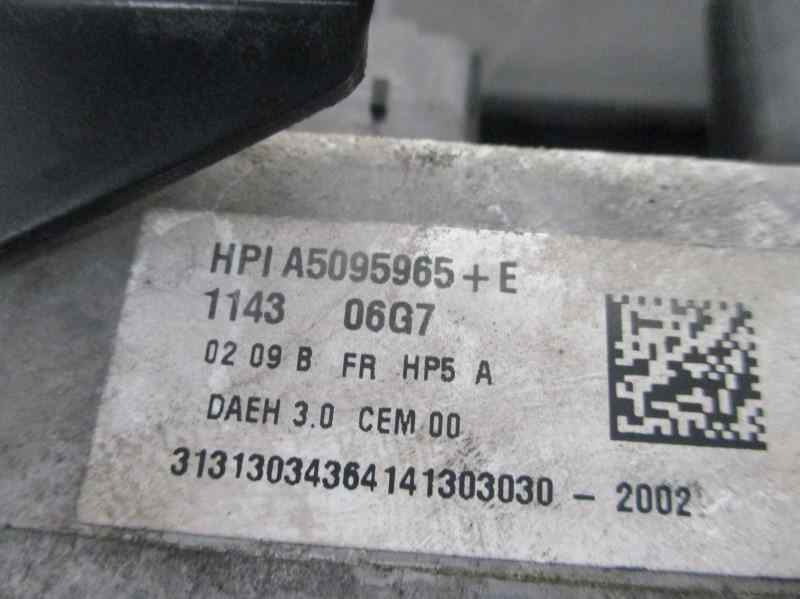 HPI A5095965+E
1143 06G7
02 09 B FR HP5 A
DAEH 3.0 CEM 00
31313034364141303030 - 2002